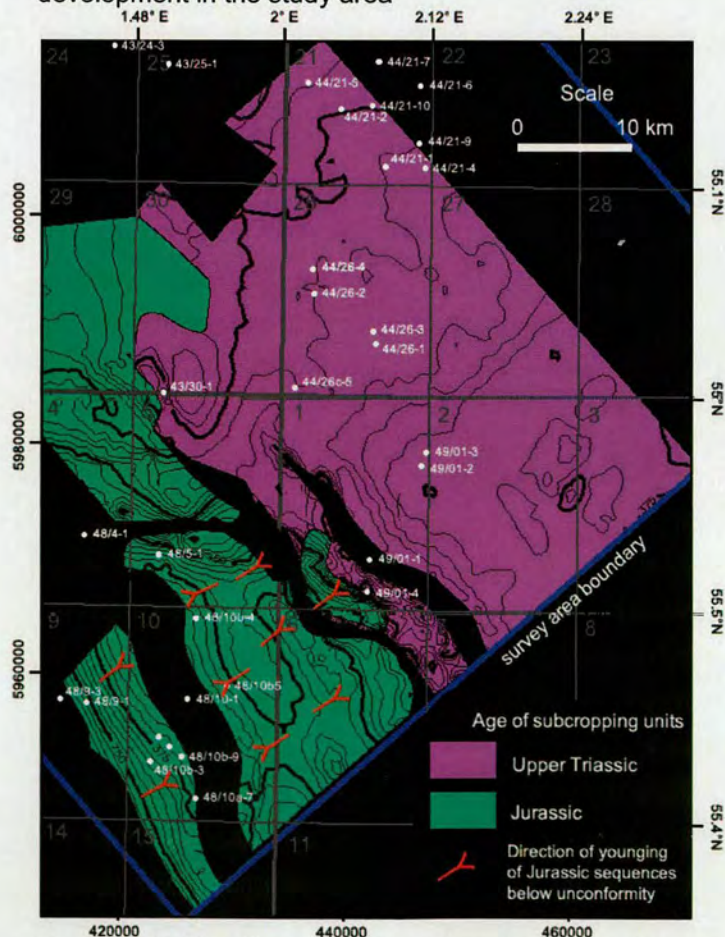 development in the study area
1.48° E
2° E
2.12° E
2.24° E
24
43/24-3
25
43/25-1
21
44/21-7
22
23
44/21-5
44/21-6
Scale
44/21-2
44/21-10
0
10 km
44/21-9
44/21-1
44/21-4
55.1°N
29
30
26
27
28
6000000
44/26-4
44/26-2
44/26-3
44/26-1
43/30-1
44/26c-5
55°N
4
1
2
3
5980000
49/01-3
49/01-2
48/4-1
48/5-1
49/01-1
49/01-4
survey area boundary
55.5°N
9
10
8
48/10b-4
5960000
48/9-3
48/9-1
48/10-1
48/10b5
Age of subcropping units
48/10b-9
48/10b-3
Upper Triassic
48/10a-7
Jurassic
14
15
11
55.4°N
Direction of younging
of Jurassic sequences
below unconformity
420000
440000
460000